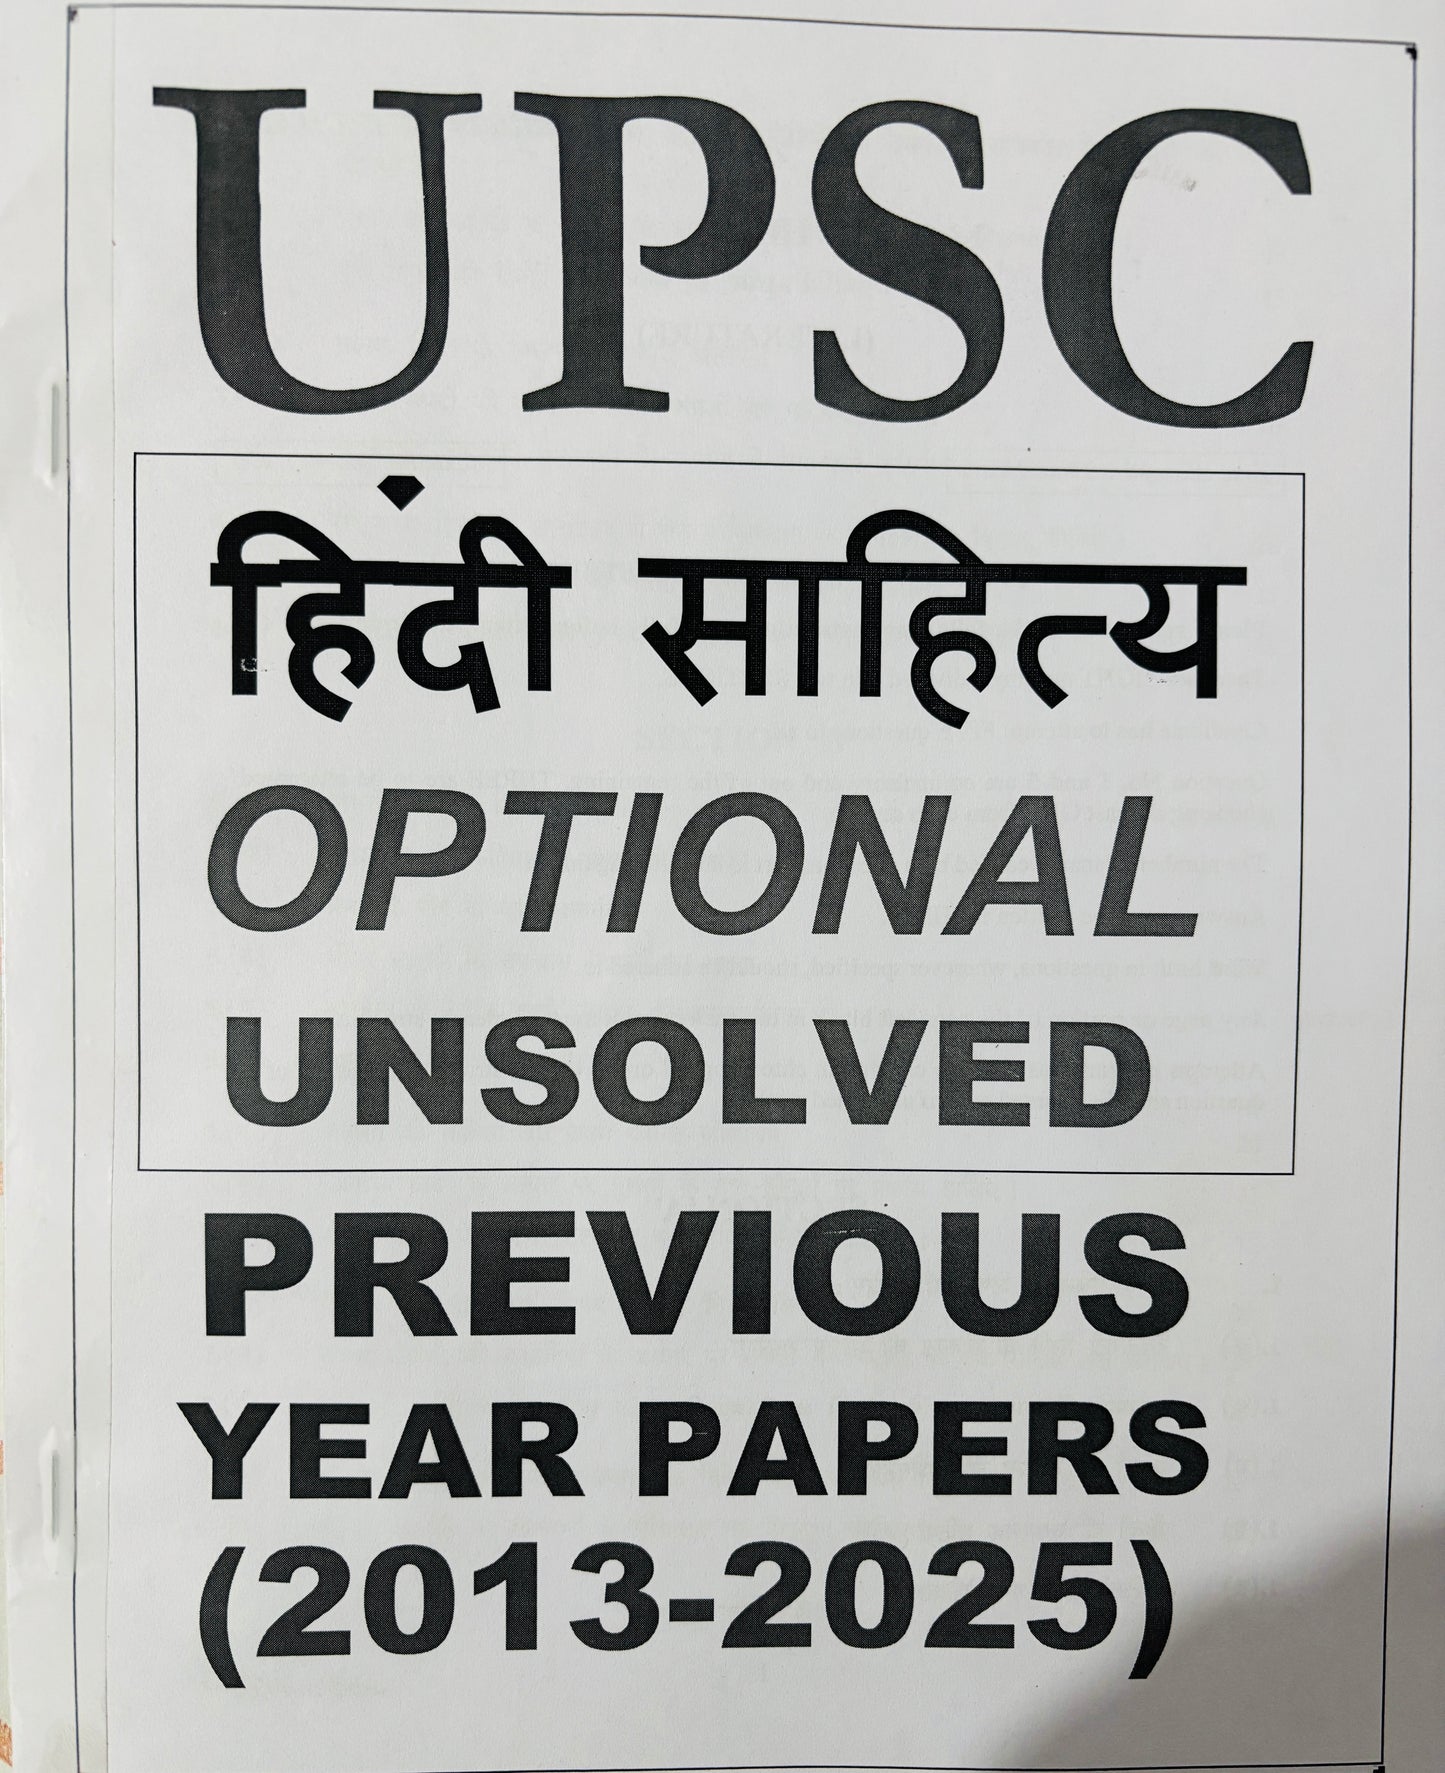 UPSC
हिंदी साहित्य
OPTIONAL
UNSOLVED
PREVIOUS
YEAR PAPERS
(2013-2025)